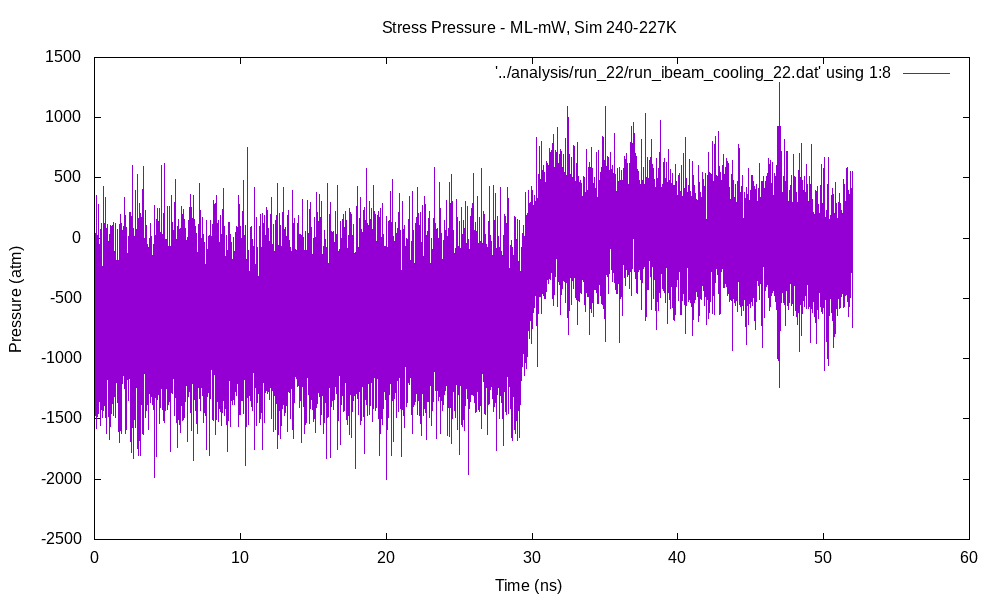 Stress Pressure - ML-mW, Sim 240-227K
'../analysis/run_22/run_ibeam_cooling_22.dat' using 1:8
1500
1000
500
0
-500
-1000
-1500
-2000
-2500
Pressure (atm)
0 10 20 30 40 50 60
Time (ns)